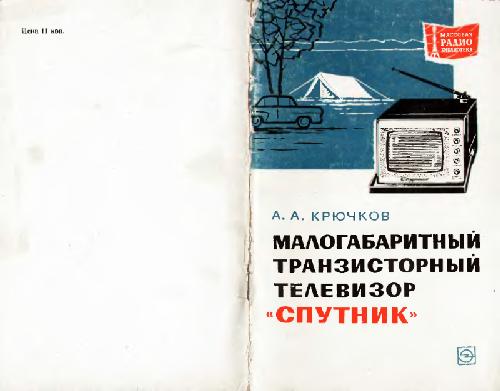 Цена 11 коп.
МАССОВАЯ
РАДИО
БИБЛИОТЕКА
А. А. КРЮЧКОВ
МАЛОГАБАРИТНЫЙ
ТРАНЗИСТОРНЫЙ
ТЕЛЕВИЗОР
«СПУТНИК»